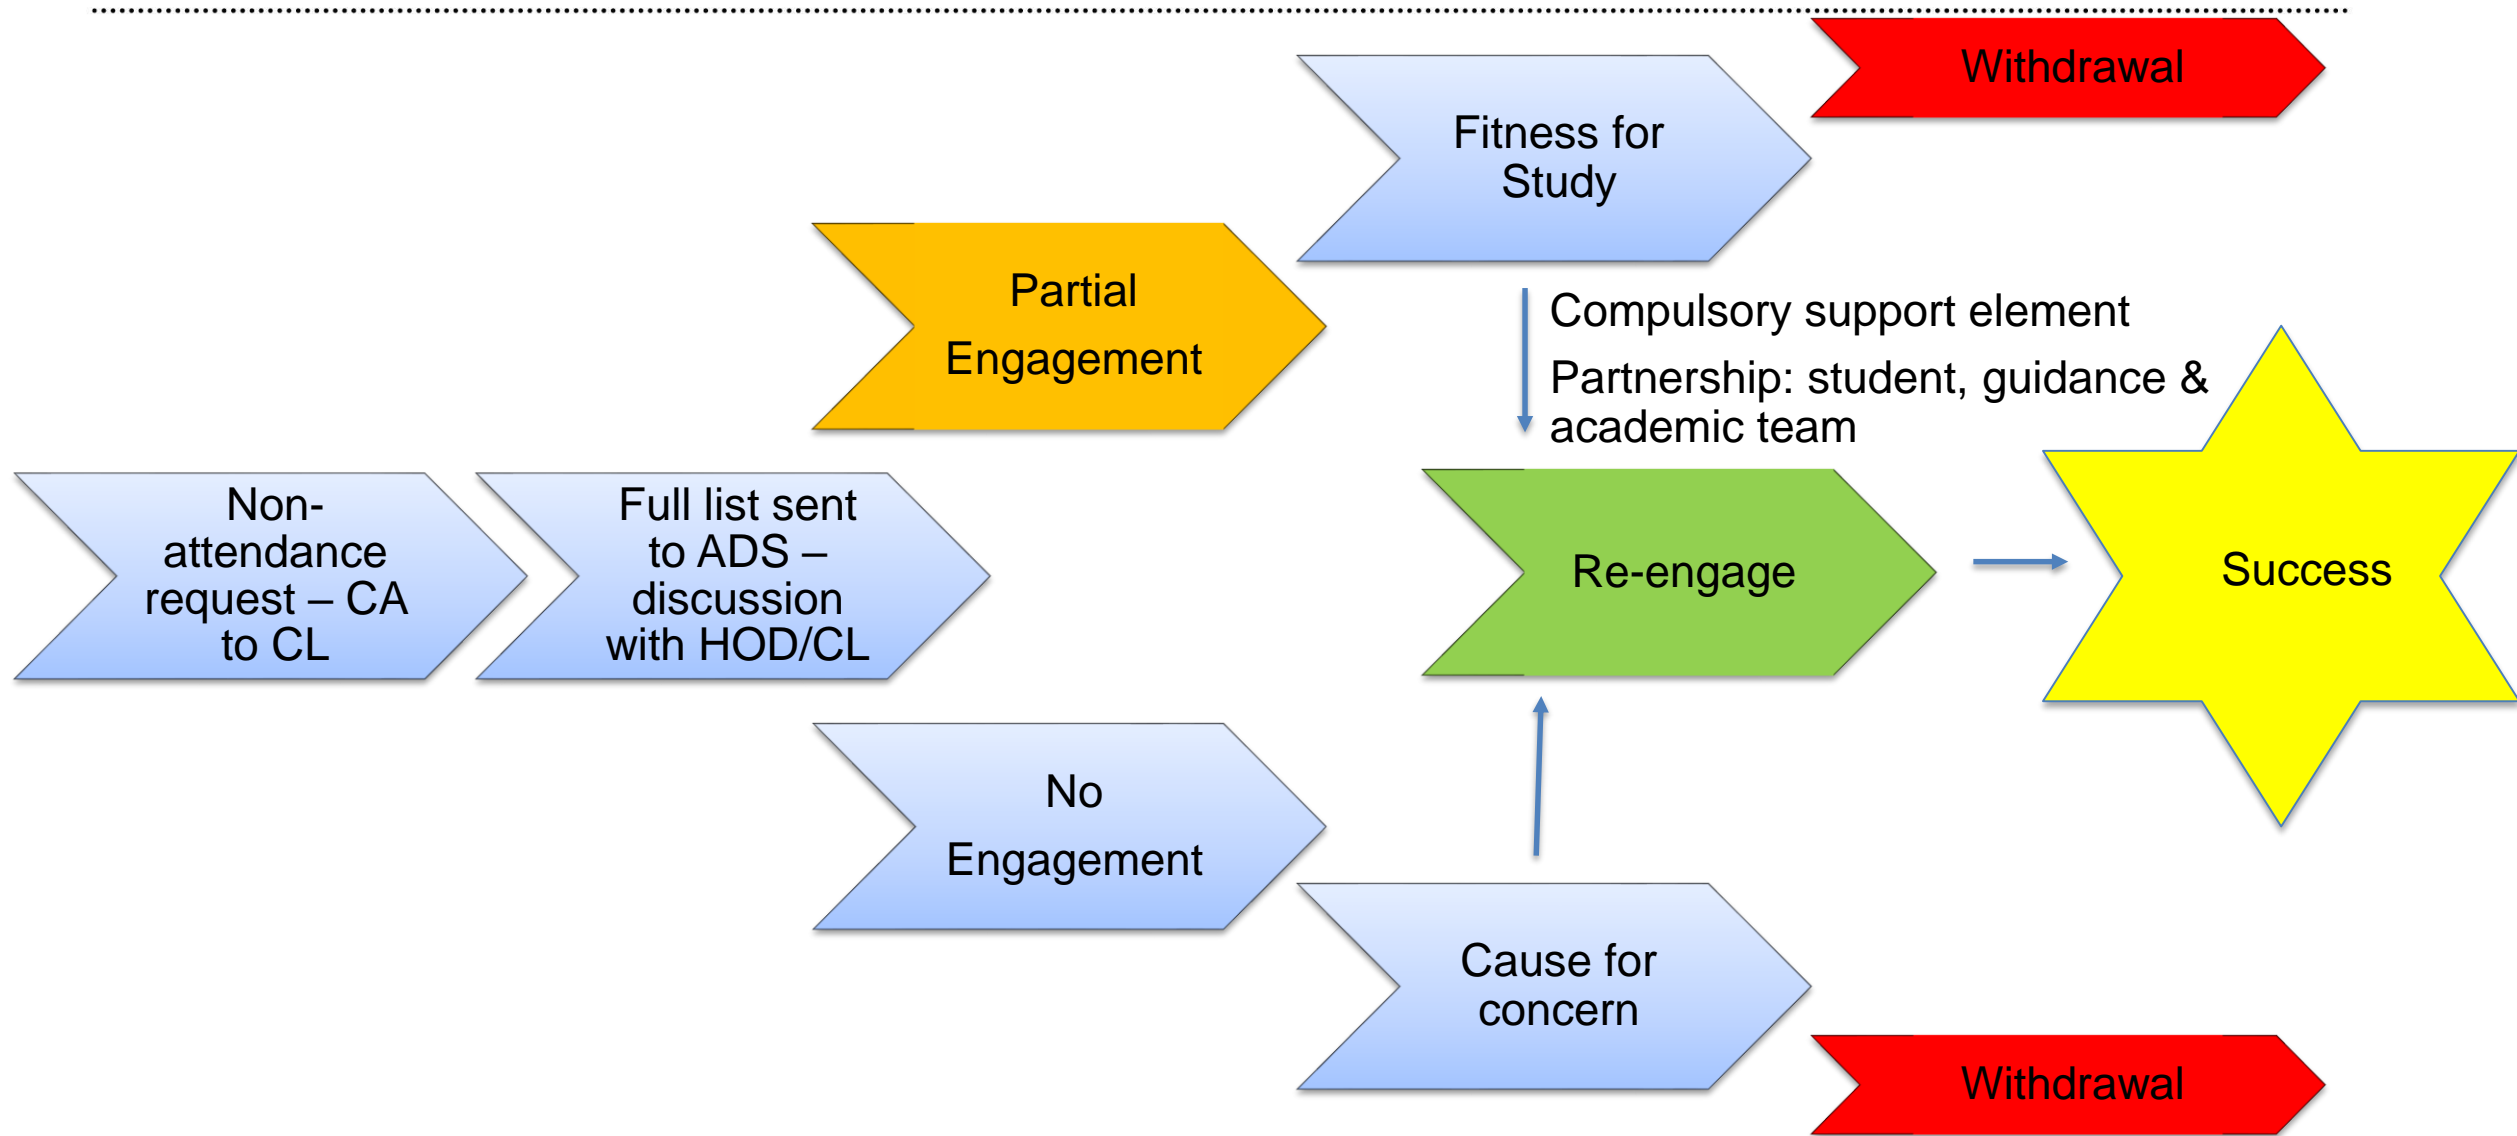 Withdrawal
Fitness for
Study
Partial
Engagement
Compulsory support element
Partnership: student, guidance &
academic team
Non-
attendance
request – CA
to CL
Full list sent
to ADS –
discussion
with HOD/CL
Re-engage
Success
No
Engagement
Cause for
concern
Withdrawal